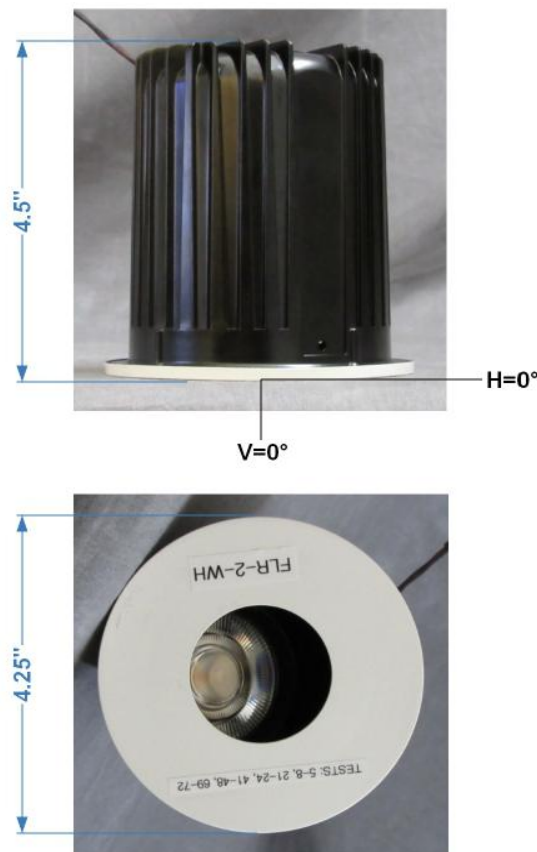 4.5"
H=0°
V=0°
4.25"
FLR-2-WH
TESTS: 5-8, 21-24, 41-48, 69-72